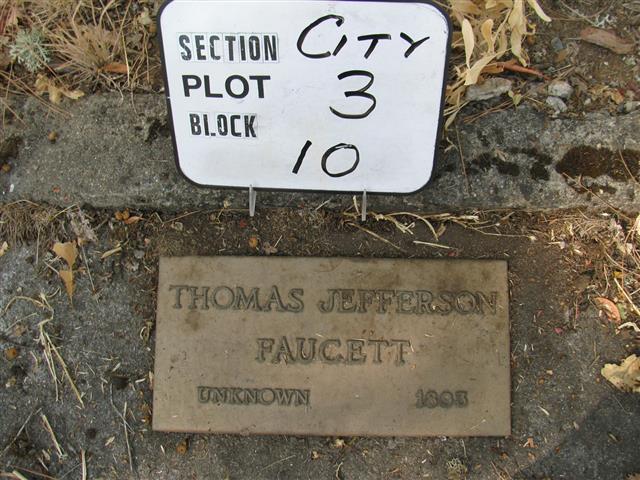 SECTION City
PLOT 3
BLOCK 10
THOMAS JEFFERSON
FAUCETT
UNKNOWN 1893